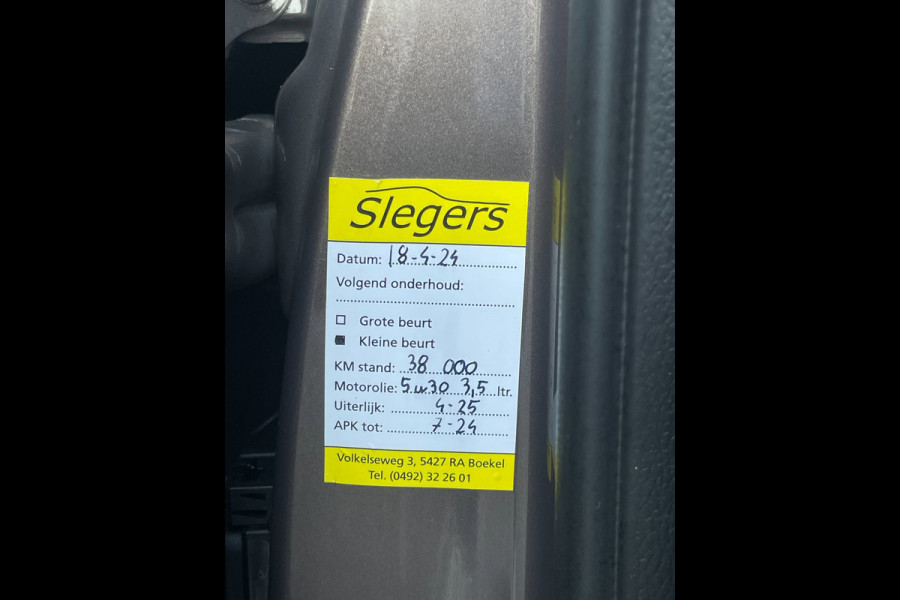 Slegers
Datum: 18-4-24
Volgend onderhoud:
Grote beurt
Kleine beurt
KM stand: 38 000
Motorolie: 5w30 3,5 ltr.
Uiterlijk: 4-25
APK tot: 7-24
Volkelseweg 3, 5427 RA Boekel
Tel. (0492) 32 26 01